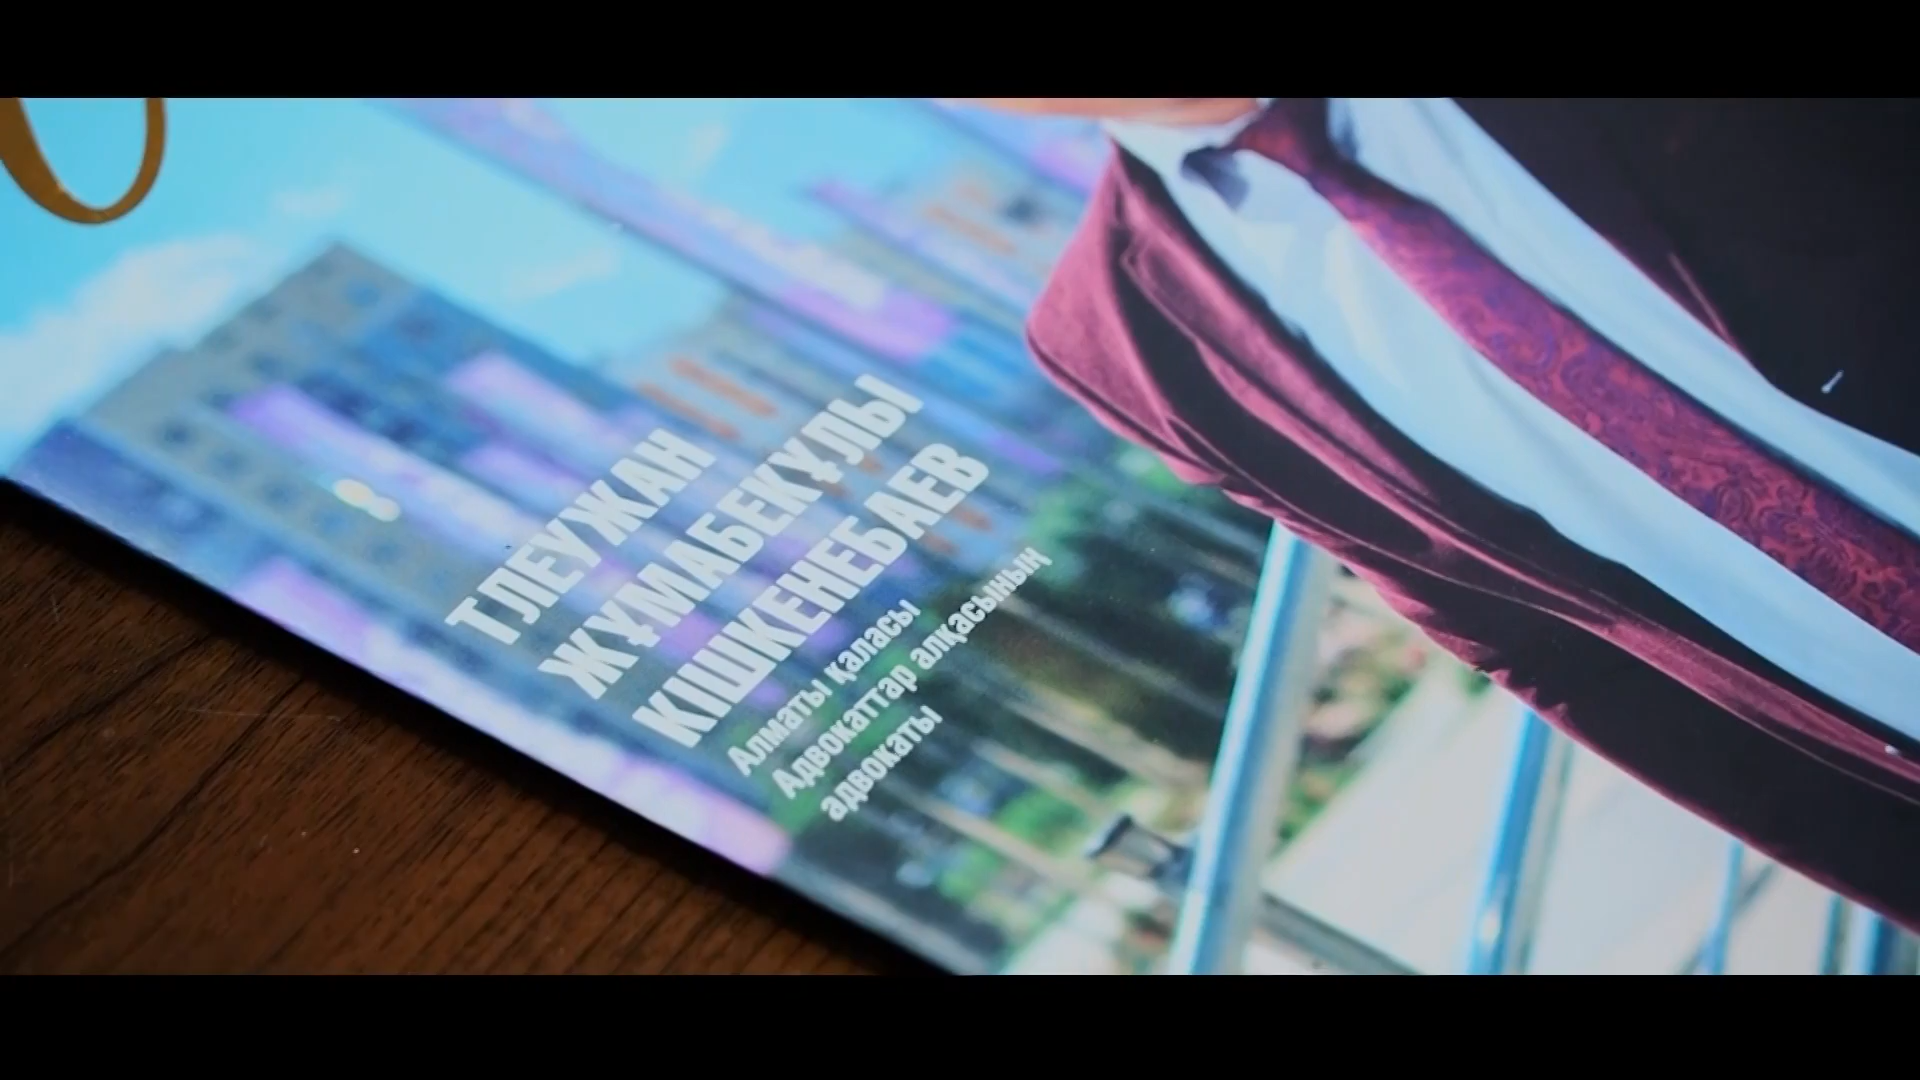 ТЛЕУЖАН
ЖҰМАБЕКҰЛЫ
КІШКЕНЕБАЕВ
Алматы қаласы
Адвокаттар алқасының
адвокаты